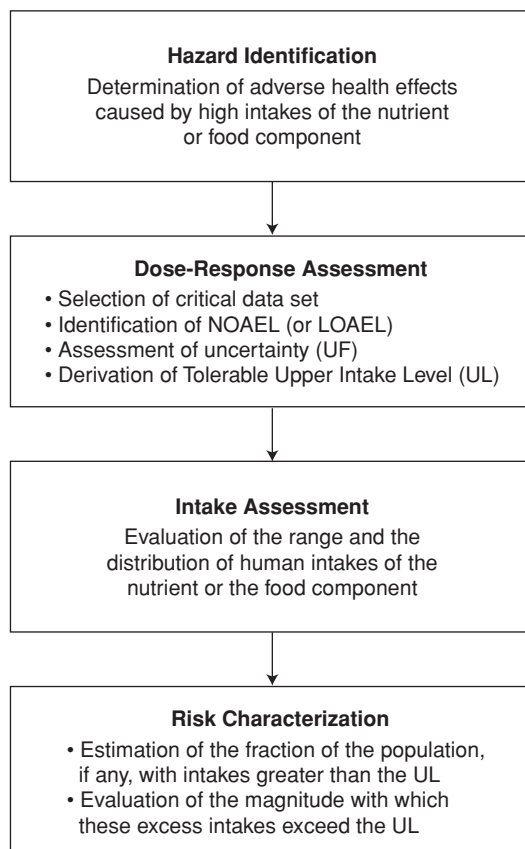 Hazard Identification
Determination of adverse health effects
caused by high intakes of the nutrient
or food component
Dose-Response Assessment
• Selection of critical data set
• Identification of NOAEL (or LOAEL)
• Assessment of uncertainty (UF)
• Derivation of Tolerable Upper Intake Level (UL)
Intake Assessment
Evaluation of the range and the
distribution of human intakes of the
nutrient or the food component
Risk Characterization
• Estimation of the fraction of the population,
if any, with intakes greater than the UL
• Evaluation of the magnitude with which
these excess intakes exceed the UL